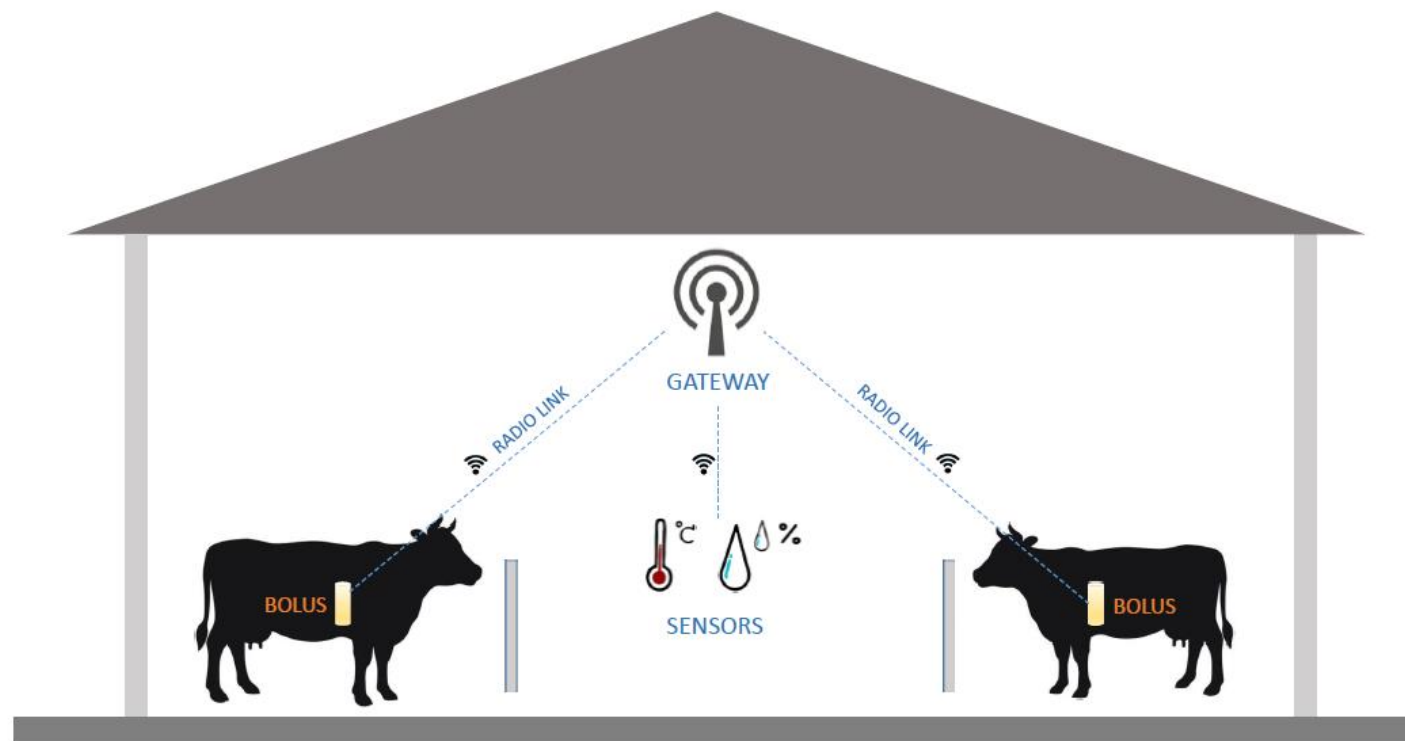 GATEWAY
RADIO LINK
RADIO LINK
°C
%
BOLUS
BOLUS
SENSORS